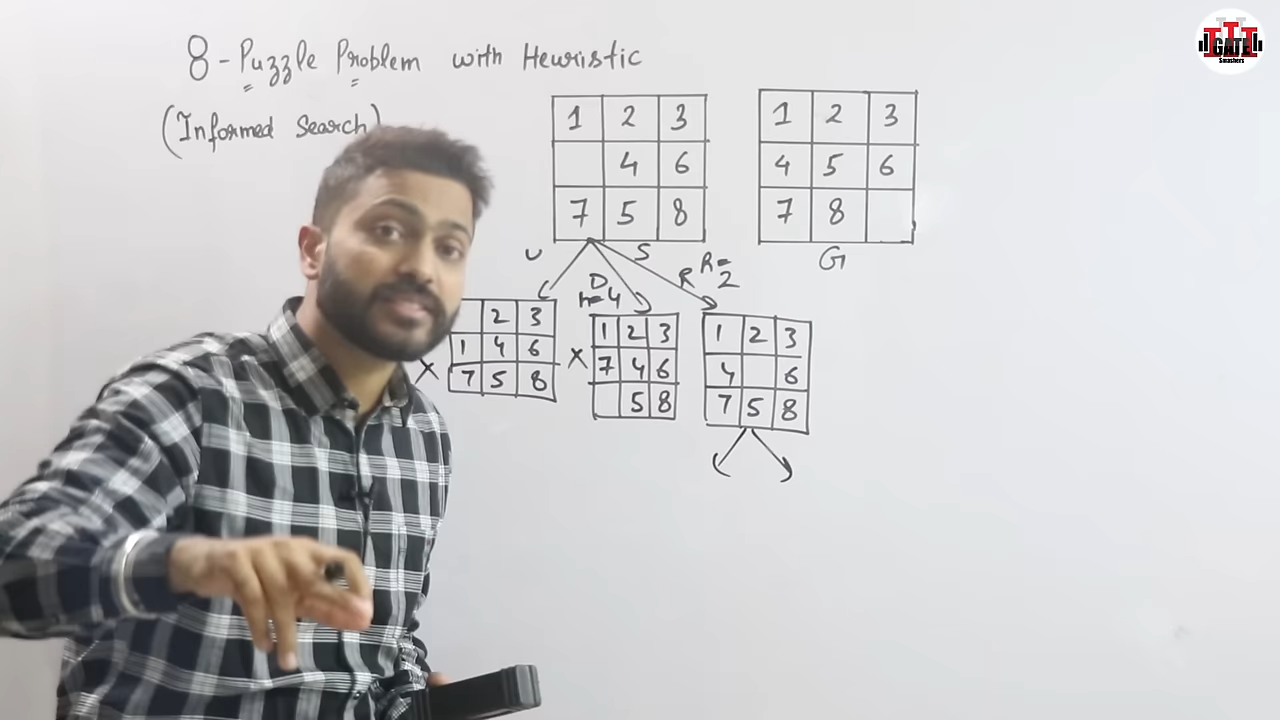 8-Puzzle Problem with Heuristic
(Informed Search)
1 2 3
4 6
7 5 8
S
1 2 3
4 5 6
7 8
G
U
D
h=4
R
R=2
2 3
1 4 6
7 5 8
X
1 2 3
7 4 6
5 8
X
1 2 3
4 6
7 5 8
GATE
Smashers